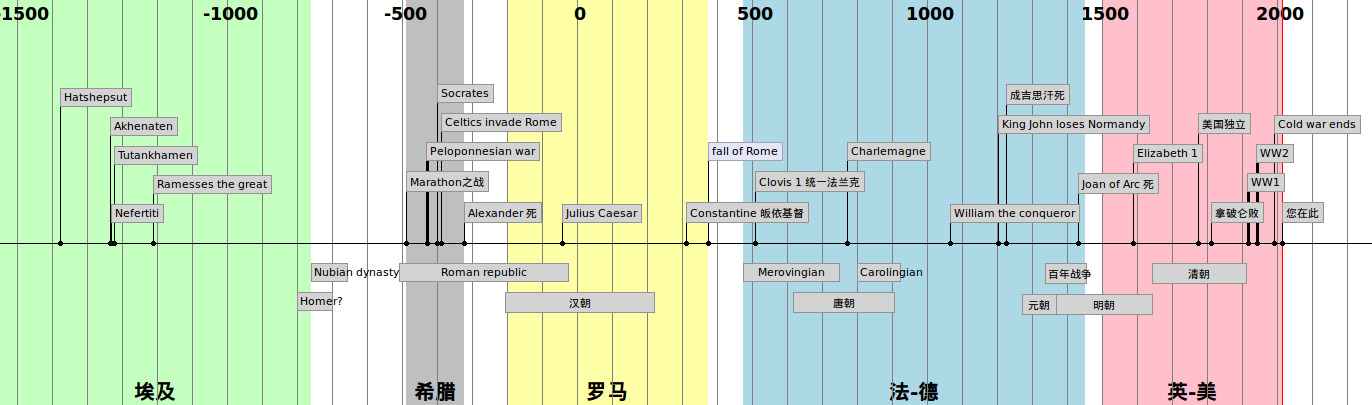 -1500 -1000 -500 0 500 1000 1500 2000
Socrates
成吉思汗死
Hatshepsut
Celtics invade Rome
King John loses Normandy
美国独立
Cold war ends
Akhenaten
Peloponnesian war
fall of Rome
Charlemagne
Elizabeth 1
WW2
Tutankhamen
Marathon之战
Clovis 1 统一法兰克
Joan of Arc 死
WW1
Ramesses the great
Nefertiti
Alexander 死
Julius Caesar
Constantine 皈依基督
William the conqueror
拿破仑败
您在此
Nubian dynasty
Roman republic
Merovingian
Carolingian
百年战争
清朝
Homer?
汉朝
唐朝
元朝
明朝
埃及
希腊
罗马
法-德
英-美